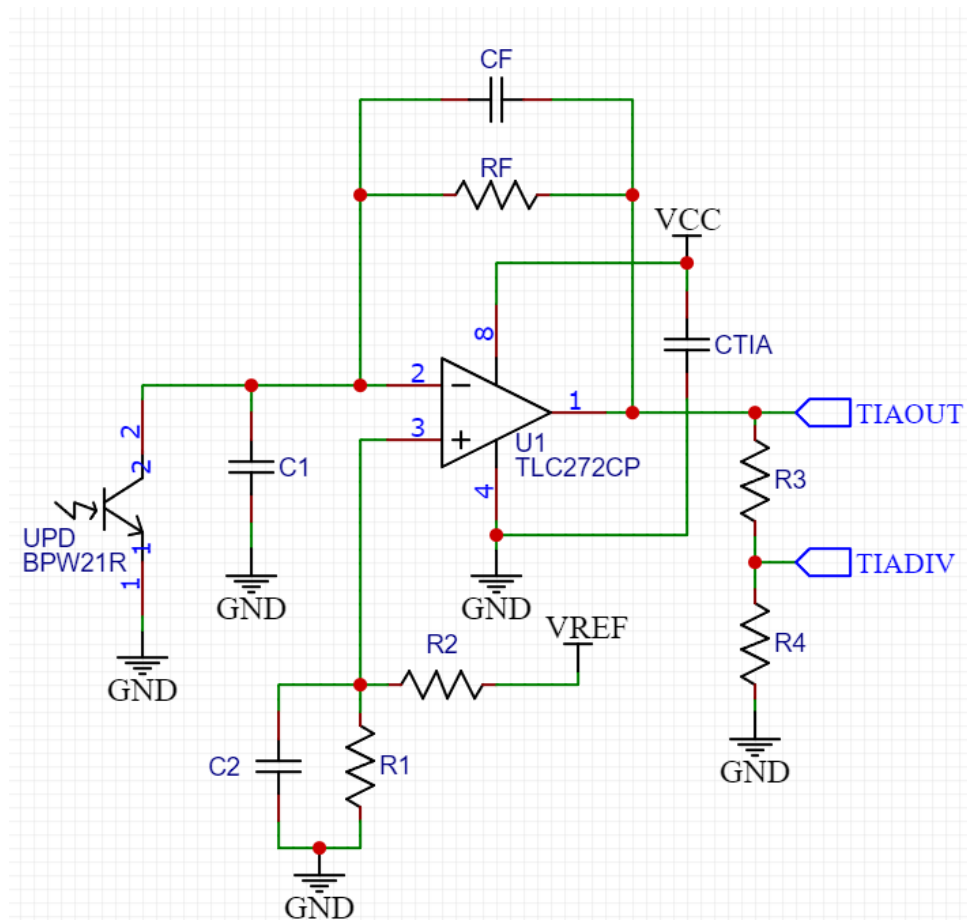 CF
RF
VCC
8
CTIA
2
1
TIAOUT
3
U1
TLC272CP
4
R3
2
2
C1
UPD
BPW21R
1
1
GND
GND
TIADIV
VREF
R2
R4
GND
C2
R1
GND
GND